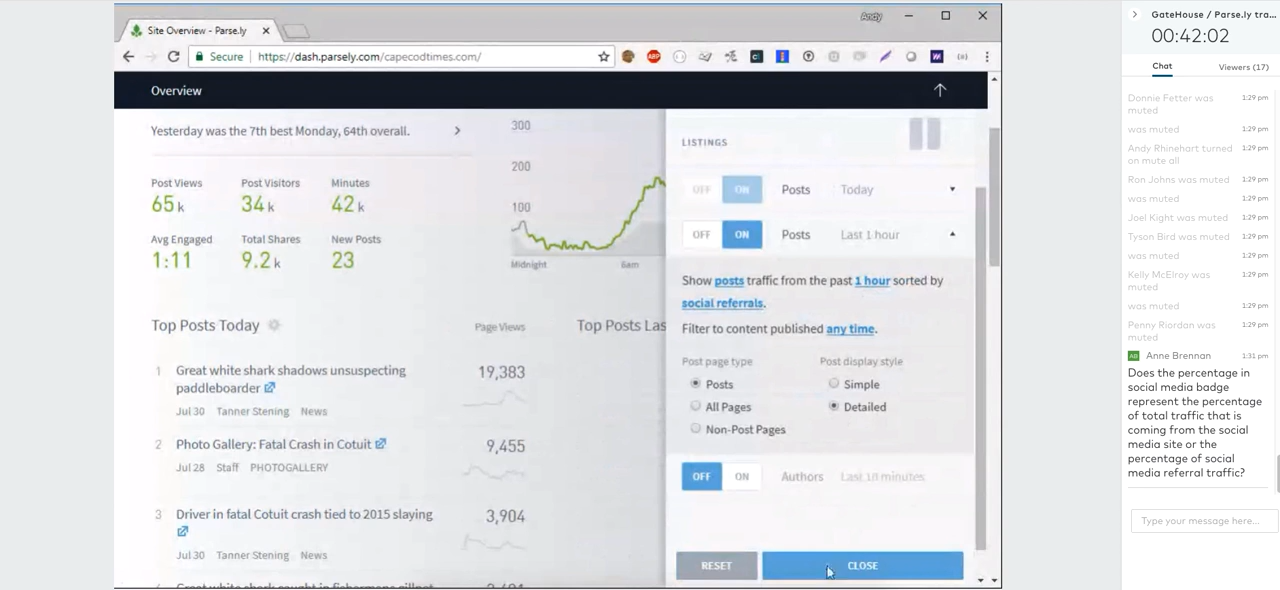 Site Overview - Parse.ly
Andy
Secure
https://dash.parsely.com/capecodtimes.com/
Overview
Yesterday was the 7th best Monday, 64th overall.
Post Views
Post Visitors
Minutes
65 k
34 k
42 k
Avg Engaged
Total Shares
New Posts
1:11
9.2 k
23
300
200
100
Midnight
6am
Top Posts Today
Page Views
Top Posts Las
1
Great white shark shadows unsuspecting
paddleboarder
19,383
Jul 30 Tanner Stening News
2
Photo Gallery: Fatal Crash in Cotuit
9,455
Jul 28 Staff PHOTOGALLERY
3
Driver in fatal Cotuit crash tied to 2015 slaying
3,904
Jul 30 Tanner Stening News
LISTINGS
OFF ON Posts Today
OFF ON Posts Last 1 hour
Show posts traffic from the past 1 hour sorted by
social referrals.
Filter to content published any time.
Post page type
Post display style
Posts
Simple
All Pages
Detailed
Non-Post Pages
OFF ON Authors Last 10 minutes
RESET
CLOSE
GateHouse / Parse.ly tra...
00:42:02
Chat
Viewers (17)
Donnie Fetter was 1:29 pm
muted
was muted 1:29 pm
Andy Rhinehart turned 1:29 pm
on mute all
Ron Johns was muted 1:29 pm
was muted 1:29 pm
Joel Kight was muted 1:29 pm
Tyson Bird was muted 1:29 pm
was muted 1:29 pm
Kelly McElroy was 1:29 pm
muted
was muted 1:29 pm
Penny Riordan was 1:29 pm
muted
AB Anne Brennan 1:31 pm
Does the percentage in
social media badge
represent the percentage
of total traffic that is
coming from the social
media site or the
percentage of social
media referral traffic?
Type your message here...